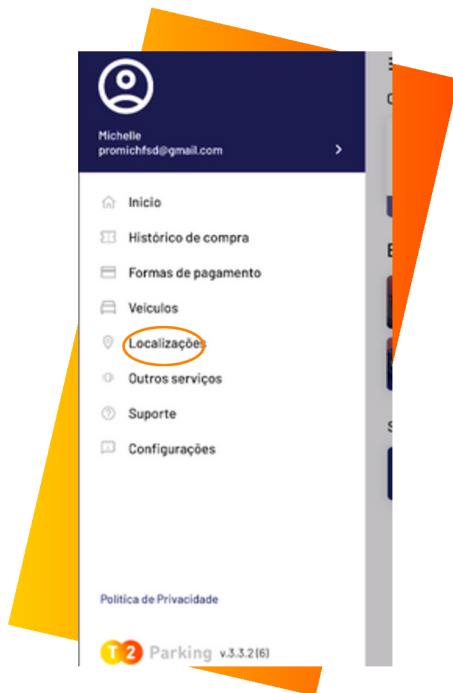 Michelle
promichfsd@gmail.com
Inicio
Histórico de compra
Formas de pagamento
Veículos
Localizações
Outros serviços
Suporte
Configurações
Política de Privacidade
T2 Parking v.3.3.2 (6)